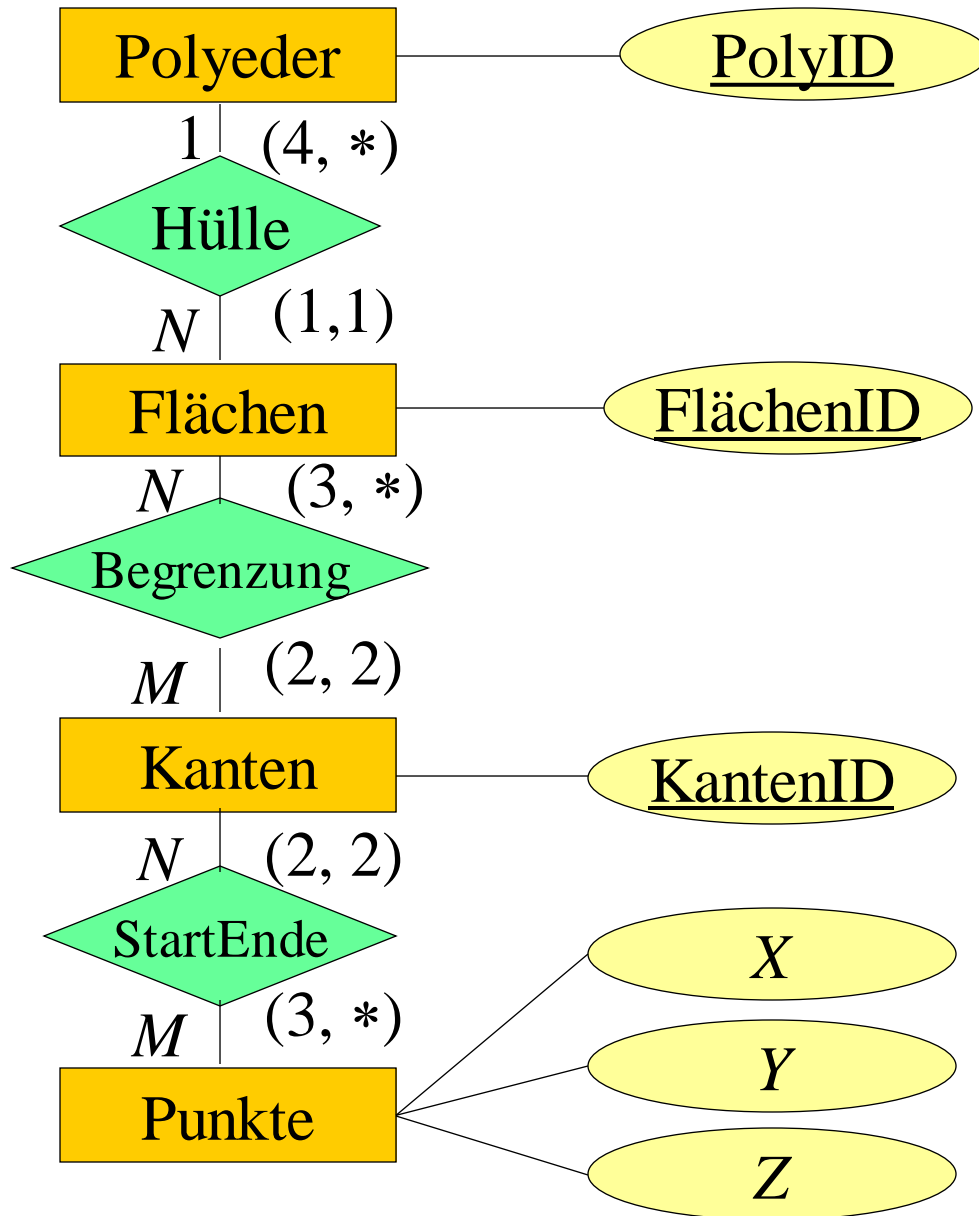 Polyeder PolyID
1 (4, *)
Hülle
N (1,1)
Flächen FlächenID
N (3, *)
Begrenzung
M (2, 2)
Kanten KantenID
N (2, 2)
StartEnde
X
M (3, *)
Y
Punkte
Z